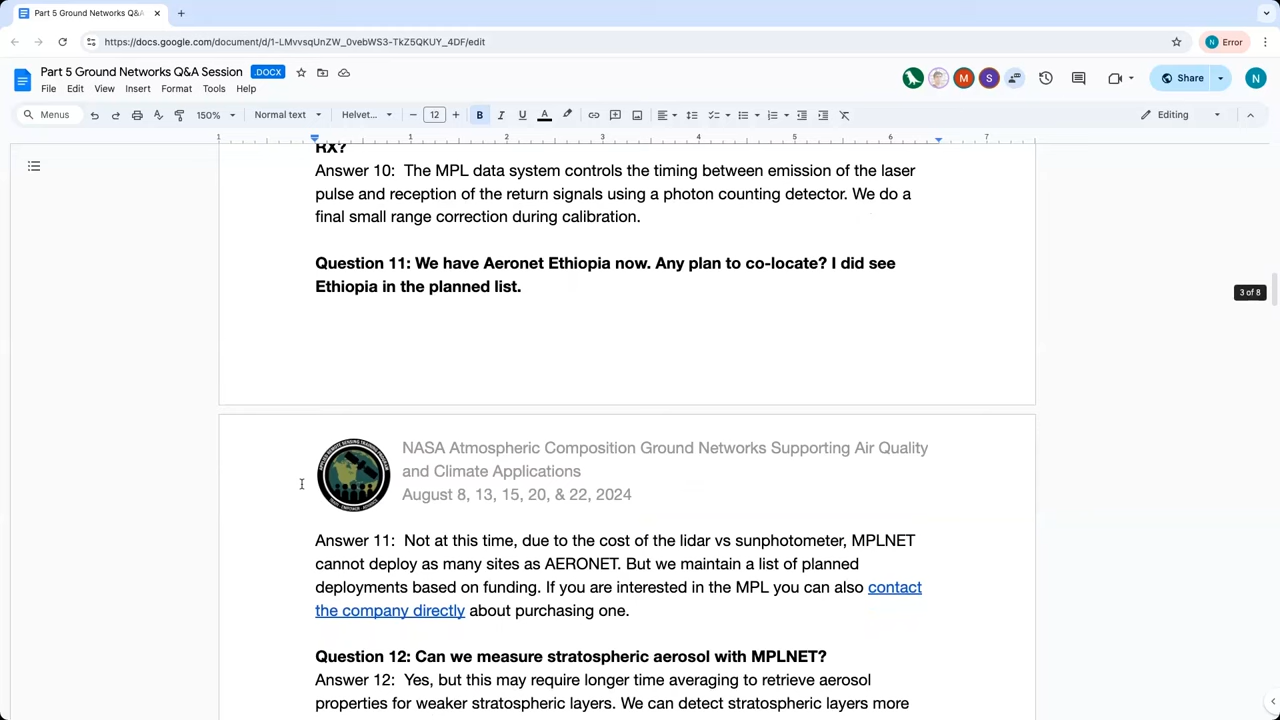 Part 5 Ground Networks Q&A
https://docs.google.com/document/d/1-LMvvsqUnZW_0vebWS3-TkZ5QKUY_4DF/edit
N Error
Part 5 Ground Networks Q&A Session .DOCX
M S Share N
File Edit View Insert Format Tools Help
Menus 150% Normal text Helvet... 12 B I U A Editing
1 1 2 3 4 5 6 7
RX?
Answer 10: The MPL data system controls the timing between emission of the laser
pulse and reception of the return signals using a photon counting detector. We do a
final small range correction during calibration.
Question 11: We have Aeronet Ethiopia now. Any plan to co-locate? I did see
Ethiopia in the planned list.
3 of 8
NASA Atmospheric Composition Ground Networks Supporting Air Quality
and Climate Applications
August 8, 13, 15, 20, & 22, 2024
Answer 11: Not at this time, due to the cost of the lidar vs sunphotometer, MPLNET
cannot deploy as many sites as AERONET. But we maintain a list of planned
deployments based on funding. If you are interested in the MPL you can also contact
the company directly about purchasing one.
Question 12: Can we measure stratospheric aerosol with MPLNET?
Answer 12: Yes, but this may require longer time averaging to retrieve aerosol
properties for weaker stratospheric layers. We can detect stratospheric layers more